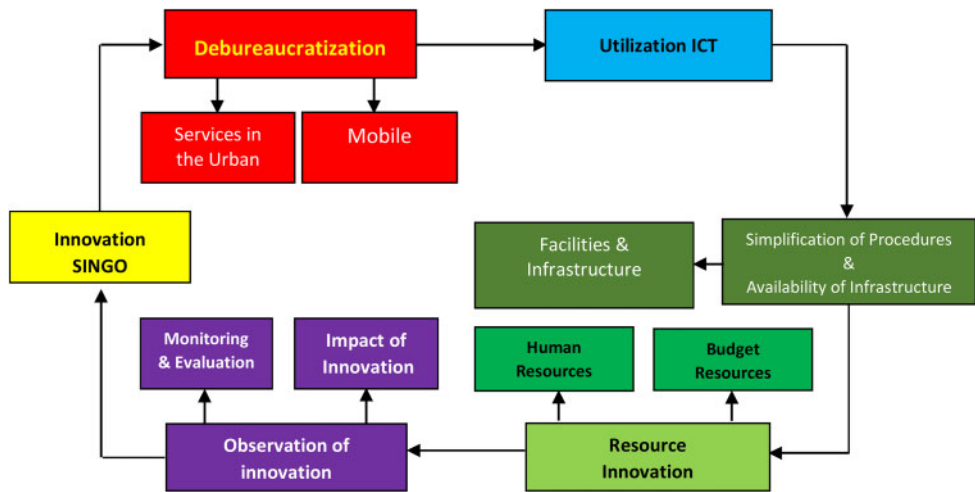 Debureaucratization
Utilization ICT
Services in
the Urban
Mobile
Innovation
SINGO
Facilities &
Infrastructure
Simplification of Procedures
&
Availability of Infrastructure
Monitoring
& Evaluation
Impact of
Innovation
Human
Resources
Budget
Resources
Observation of
innovation
Resource
Innovation